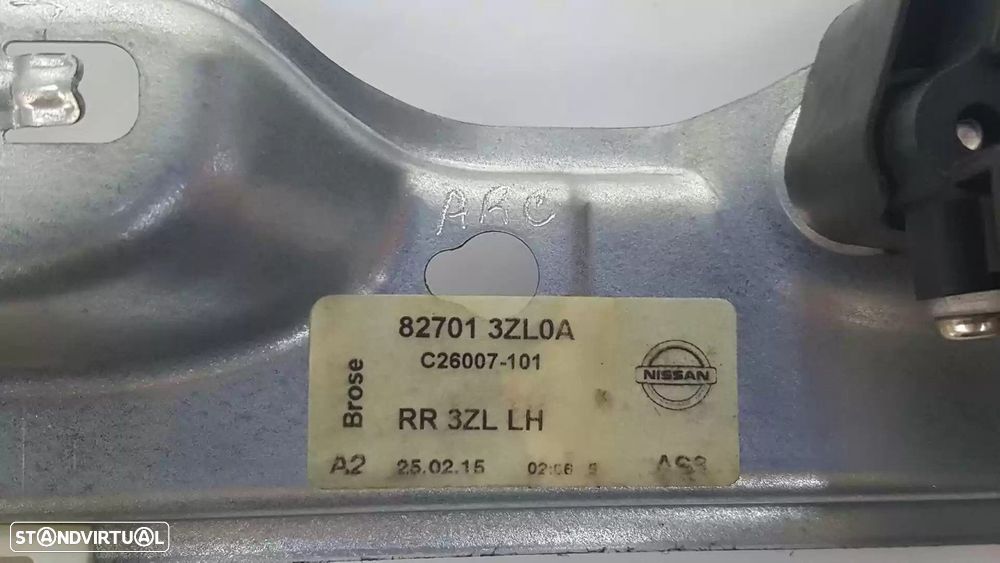 ARC
82701 3ZL0A
C26007-101
NISSAN
Brose
RR 3ZL LH
A2 25.02.15
STANDVIRTUAL